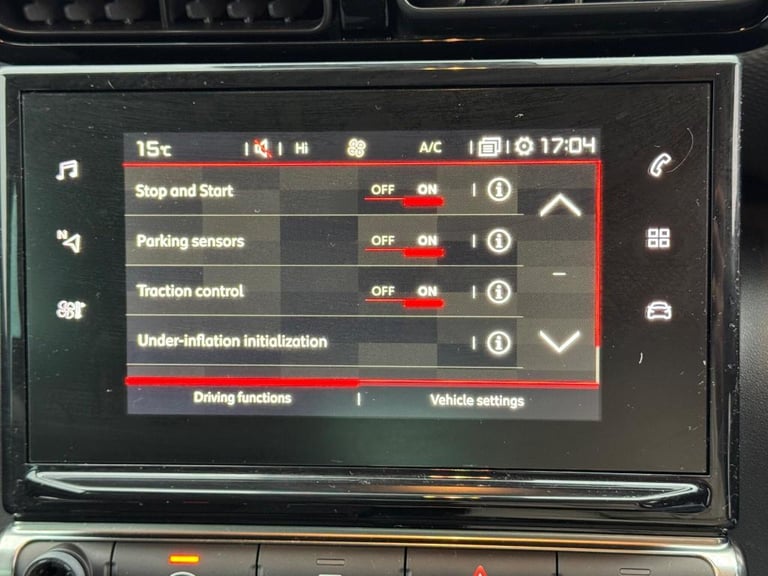 15°C Hi A/C 17:04
Stop and Start OFF ON i
N Parking sensors OFF ON i
Traction control OFF ON i
Under-inflation initialization i
Driving functions | Vehicle settings